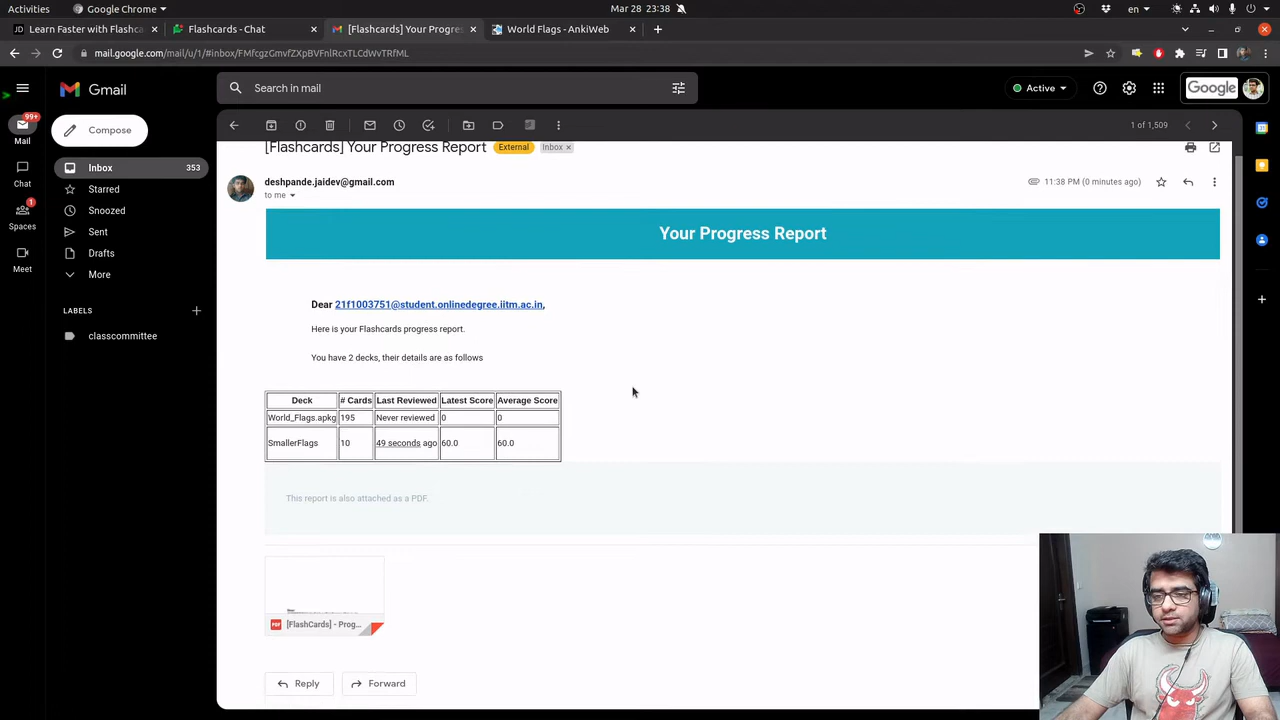 Activities Google Chrome Mar 28 23:38 en
Learn Faster with Flashca Flashcards - Chat [Flashcards] Your Progres World Flags - AnkiWeb
mail.google.com/mail/u/1/#inbox/FMfcgzGmvfZXpBVFnlRcxTLCdWvTRfML
Gmail Search in mail Active Google
99+
Mail
Compose
1 of 1,509
[Flashcards] Your Progress Report External Inbox
Inbox 353
Chat
Starred
deshpande.jaidev@gmail.com 11:38 PM (0 minutes ago)
to me
1
Spaces
Snoozed
Sent
Your Progress Report
Meet
Drafts
More
LABELS
Dear 21f1003751@student.onlinedegree.iitm.ac.in,
classcommittee
Here is your Flashcards progress report.
You have 2 decks, their details are as follows
Deck # Cards Last Reviewed Latest Score Average Score
World_Flags.apkg 195 Never reviewed 0 0
SmallerFlags 10 49 seconds ago 60.0 60.0
This report is also attached as a PDF.
PDF [FlashCards] - Prog...
Reply Forward